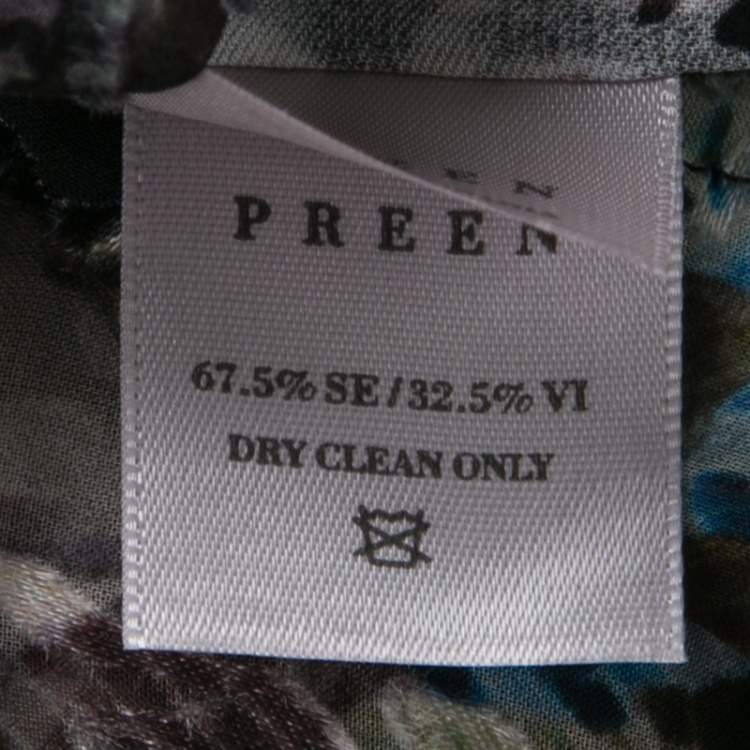 PREEN
67.5% SE / 32.5% VI
DRY CLEAN ONLY